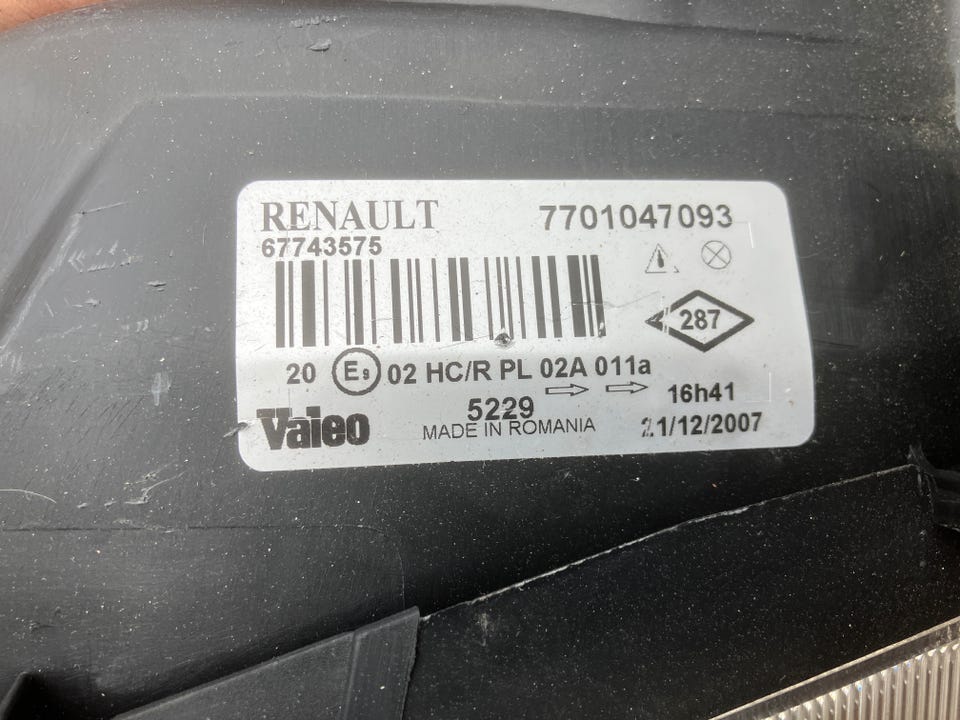 RENAULT 7701047093
67743575
287
20 E9 02 HC/R PL 02A 011a
16h41
5229
Valeo MADE IN ROMANIA 21/12/2007